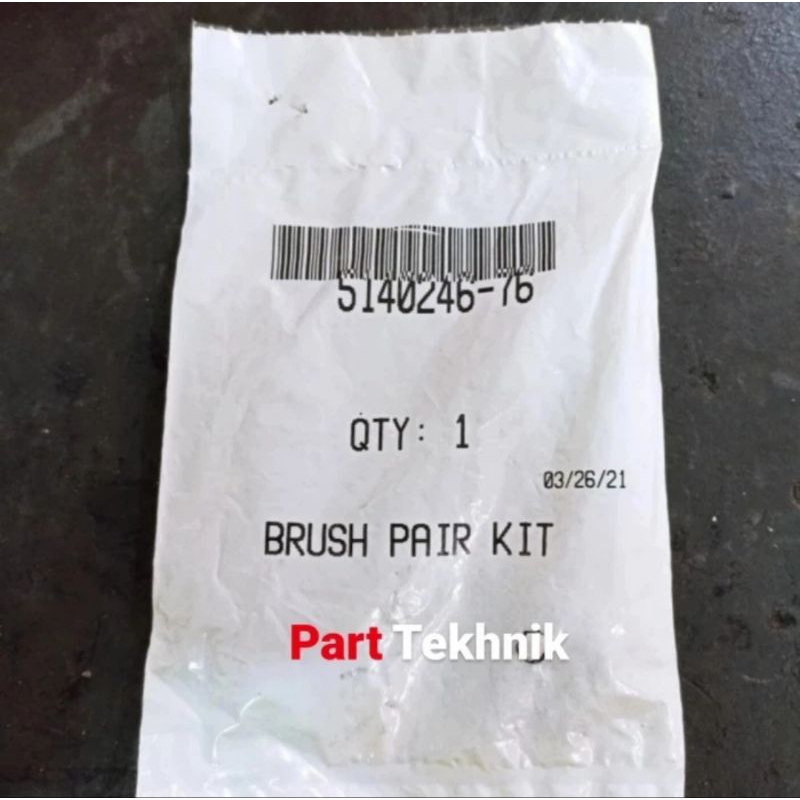 5140246-76
QTY: 1
03/26/21
BRUSH PAIR KIT
Part Tekhnik